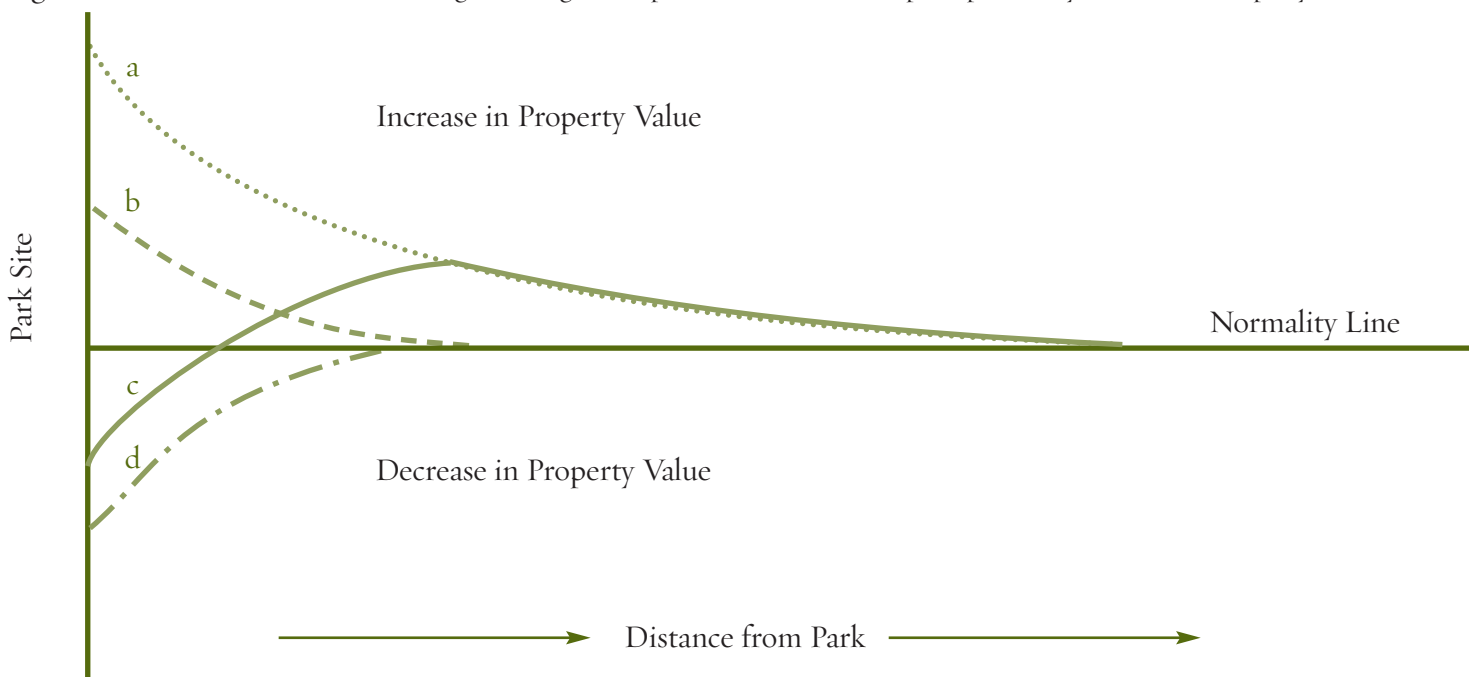 a
Increase in Property Value
b
Park Site
Normality Line
c
d
Decrease in Property Value
Distance from Park